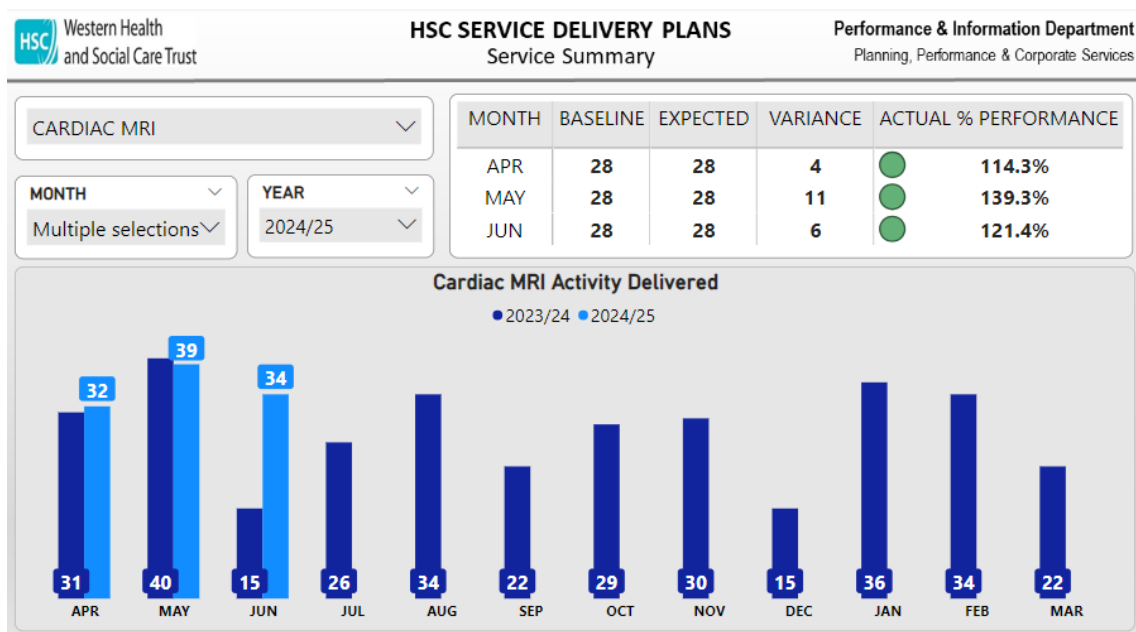 HSC
Western Health
and Social Care Trust
HSC SERVICE DELIVERY PLANS
Service Summary
Performance & Information Department
Planning, Performance & Corporate Services
CARDIAC MRI
MONTH
Multiple selections
YEAR
2024/25
MONTH BASELINE EXPECTED VARIANCE ACTUAL % PERFORMANCE
APR 28 28 4 114.3%
MAY 28 28 11 139.3%
JUN 28 28 6 121.4%
Cardiac MRI Activity Delivered
2023/24 2024/25
39
32
34
31 40 15 26 34 22 29 30 15 36 34 22
APR MAY JUN JUL AUG SEP OCT NOV DEC JAN FEB MAR